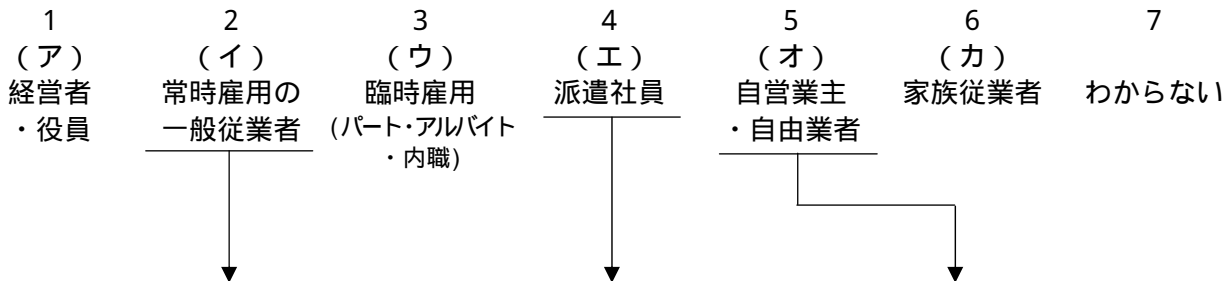 1 2 3 4 5 6 7
(ア) (イ) (ウ) (エ) (オ) (カ)
経営者 常時雇用の 臨時雇用 派遣社員 自営業主 家族従業者 わからない
・役員 一般従業者 (パート・アルバイト ・自由業者
・内職)